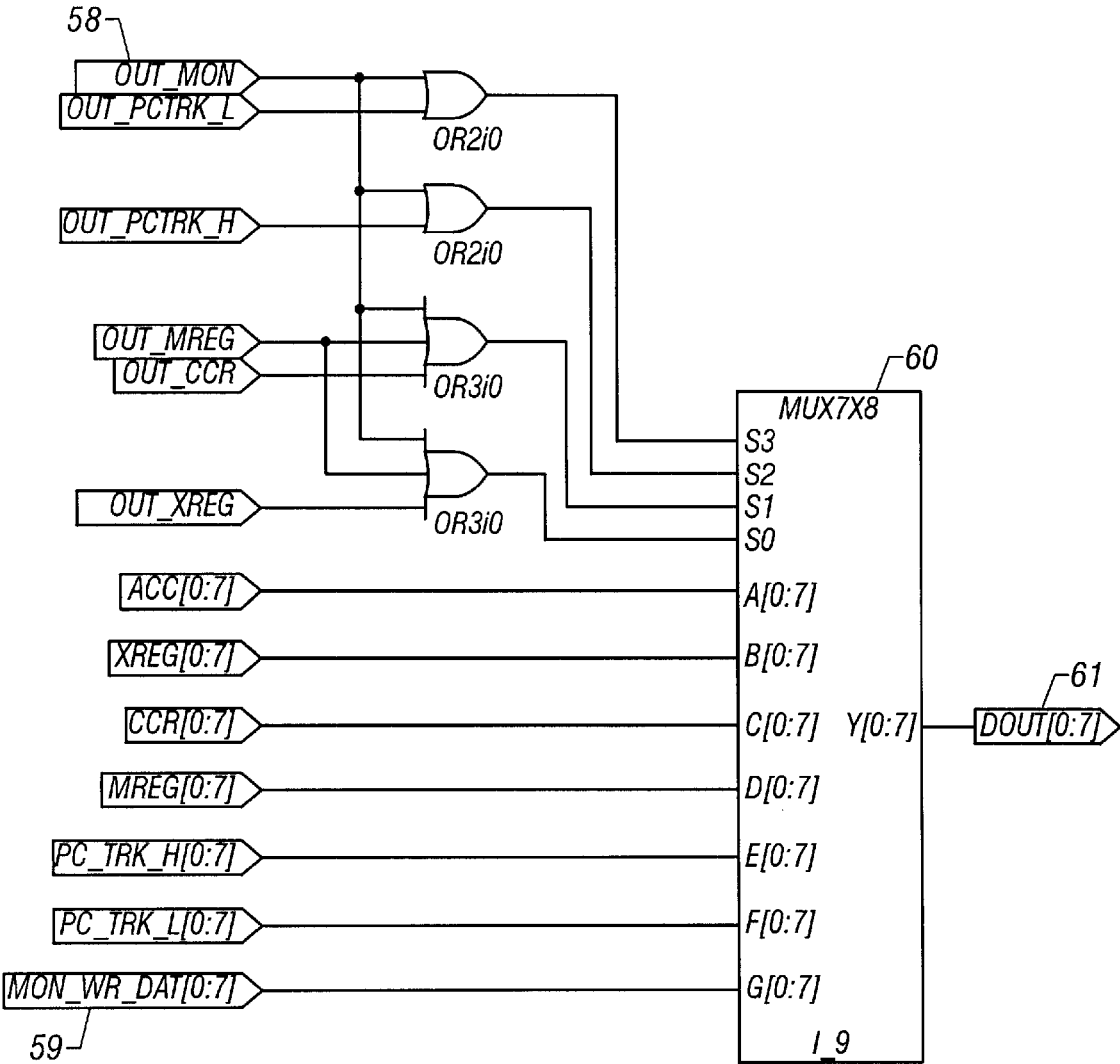 58
OUT_MON
OUT_PCTRK_L
OR2i0
OUT_PCTRK_H
OR2i0
OUT_MREG
OUT_CCR
OR3i0
60
MUX7X8
S3
S2
S1
S0
OUT_XREG
OR3i0
ACC[0:7]
A[0:7]
XREG[0:7]
B[0:7]
61
CCR[0:7]
C[0:7]
Y[0:7]
DOUT[0:7]
MREG[0:7]
D[0:7]
PC_TRK_H[0:7]
E[0:7]
PC_TRK_L[0:7]
F[0:7]
MON_WR_DAT[0:7]
G[0:7]
59
I_9